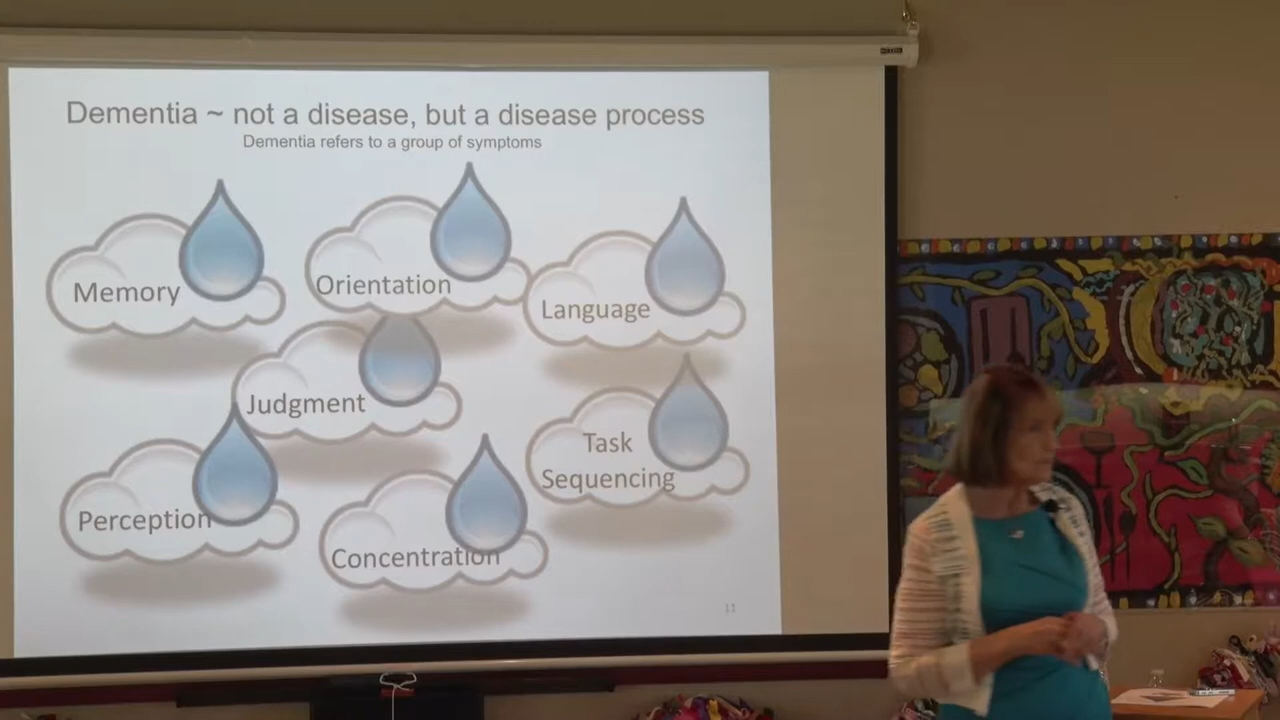 Dementia ~ not a disease, but a disease process
Dementia refers to a group of symptoms
Memory
Orientation
Language
Judgment
Task
Sequencing
Perception
Concentration
11